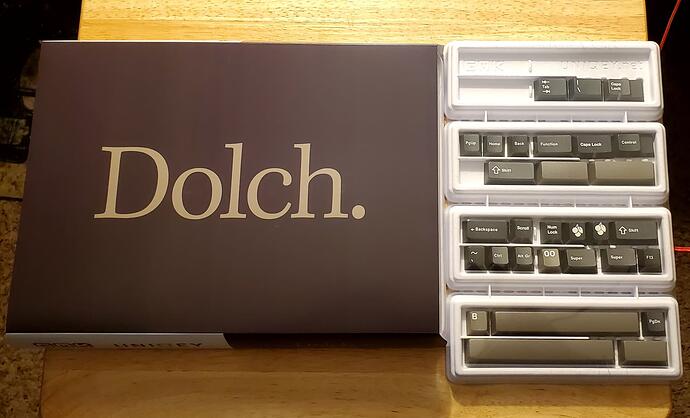 Dolch.
UNIQEY
Tab
Caps
Lock
PgUp Home Back Function Caps Lock Control
Shift
Backspace Scroll Num
Lock Shift
~ Ctrl Alt Gr 00 Super Super F13
B PgDn